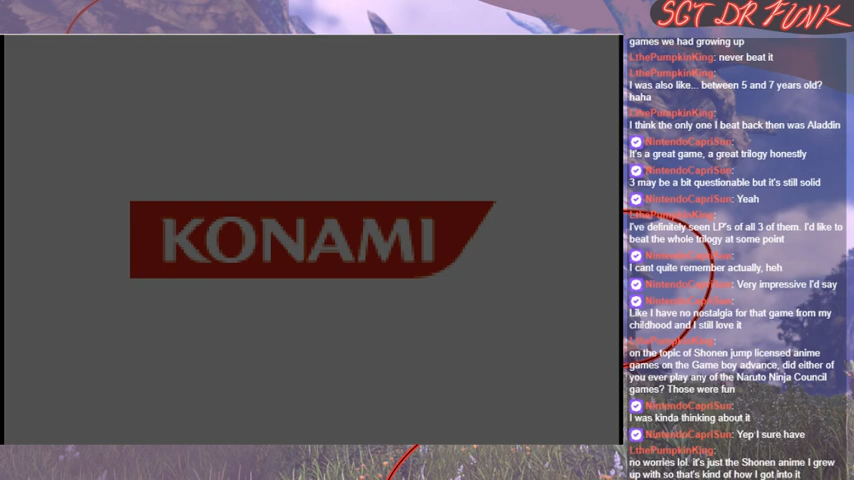 SGT DR FUNK
games we had growing up
LthePumpkinKing: never beat it
LthePumpkinKing:
I was also like... between 5 and 7 years old?
haha
LthePumpkinKing:
I think the only one I beat back then was Aladdin
NintendoCapriSun:
It's a great game, a great trilogy honestly
NintendoCapriSun:
3 may be a bit questionable but it's still solid
NintendoCapriSun: Yeah
LthePumpkinKing:
I've definitely seen LP's of all 3 of them. I'd like to
beat the whole trilogy at some point
NintendoCapriSun:
I cant quite remember actually, heh
NintendoCapriSun: Very impressive I'd say
NintendoCapriSun:
Like I have no nostalgia for that game from my
childhood and I still love it
LthePumpkinKing:
on the topic of Shonen jump licensed anime
games on the Game boy advance, did either of
you ever play any of the Naruto Ninja Council
games? Those were fun
NintendoCapriSun:
I was kinda thinking about it
NintendoCapriSun: Yep I sure have
LthePumpkinKing:
no worries lol. it's just the Shonen anime I grew
up with so that's kind of how I got into it
KONAMI